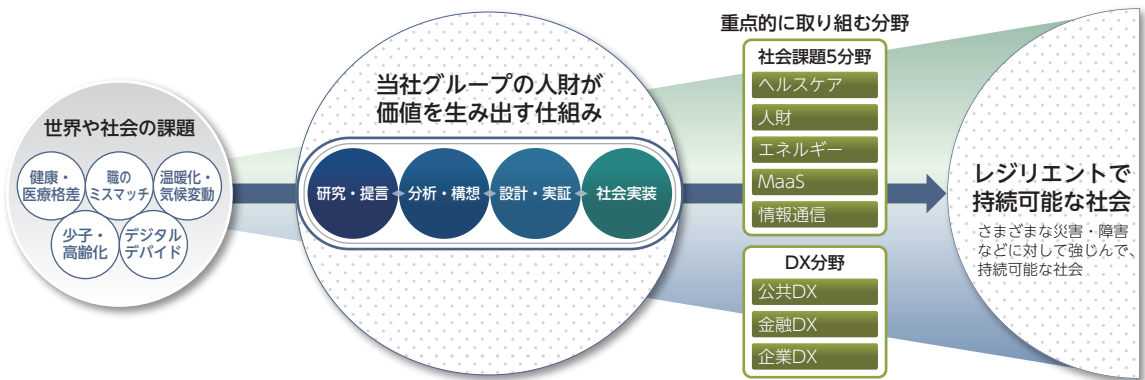 世界や社会の課題
健康・
医療格差
職の
ミスマッチ
温暖化・
気候変動
少子・
高齢化
デジタル
デバイド
当社グループの人財が
価値を生み出す仕組み
研究・提言
分析・構想
設計・実証
社会実装
重点的に取り組む分野
社会課題5分野
ヘルスケア
人財
エネルギー
MaaS
情報通信
DX分野
公共DX
金融DX
企業DX
レジリエントで
持続可能な社会
さまざまな災害・障害
などに対して強じんで、
持続可能な社会